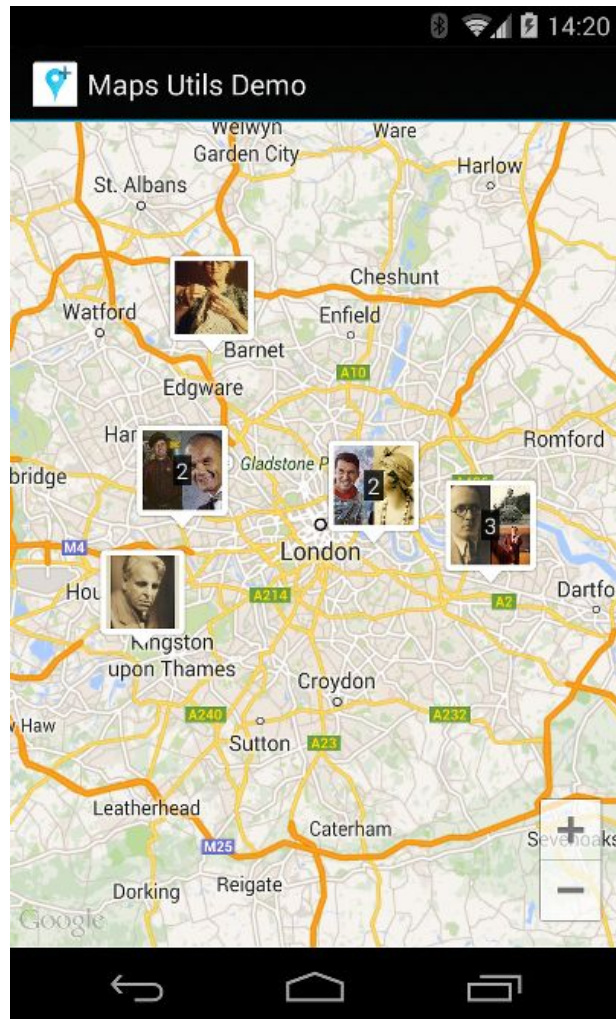 14:20
Maps Utils Demo
Welwyn
Garden City
Ware
Harlow
St. Albans
Cheshunt
Watford
Enfield
Barnet
A10
Edgware
Har
Romford
bridge
Gladstone P
2
2
3
London
M4
Hou
A214
A2
Dartfo
Kingston
upon Thames
Croydon
A240
A232
Haw
Sutton
A23
Leatherhead
+
Caterham
Sevenoaks
M25
Dorking
Reigate
−
Google